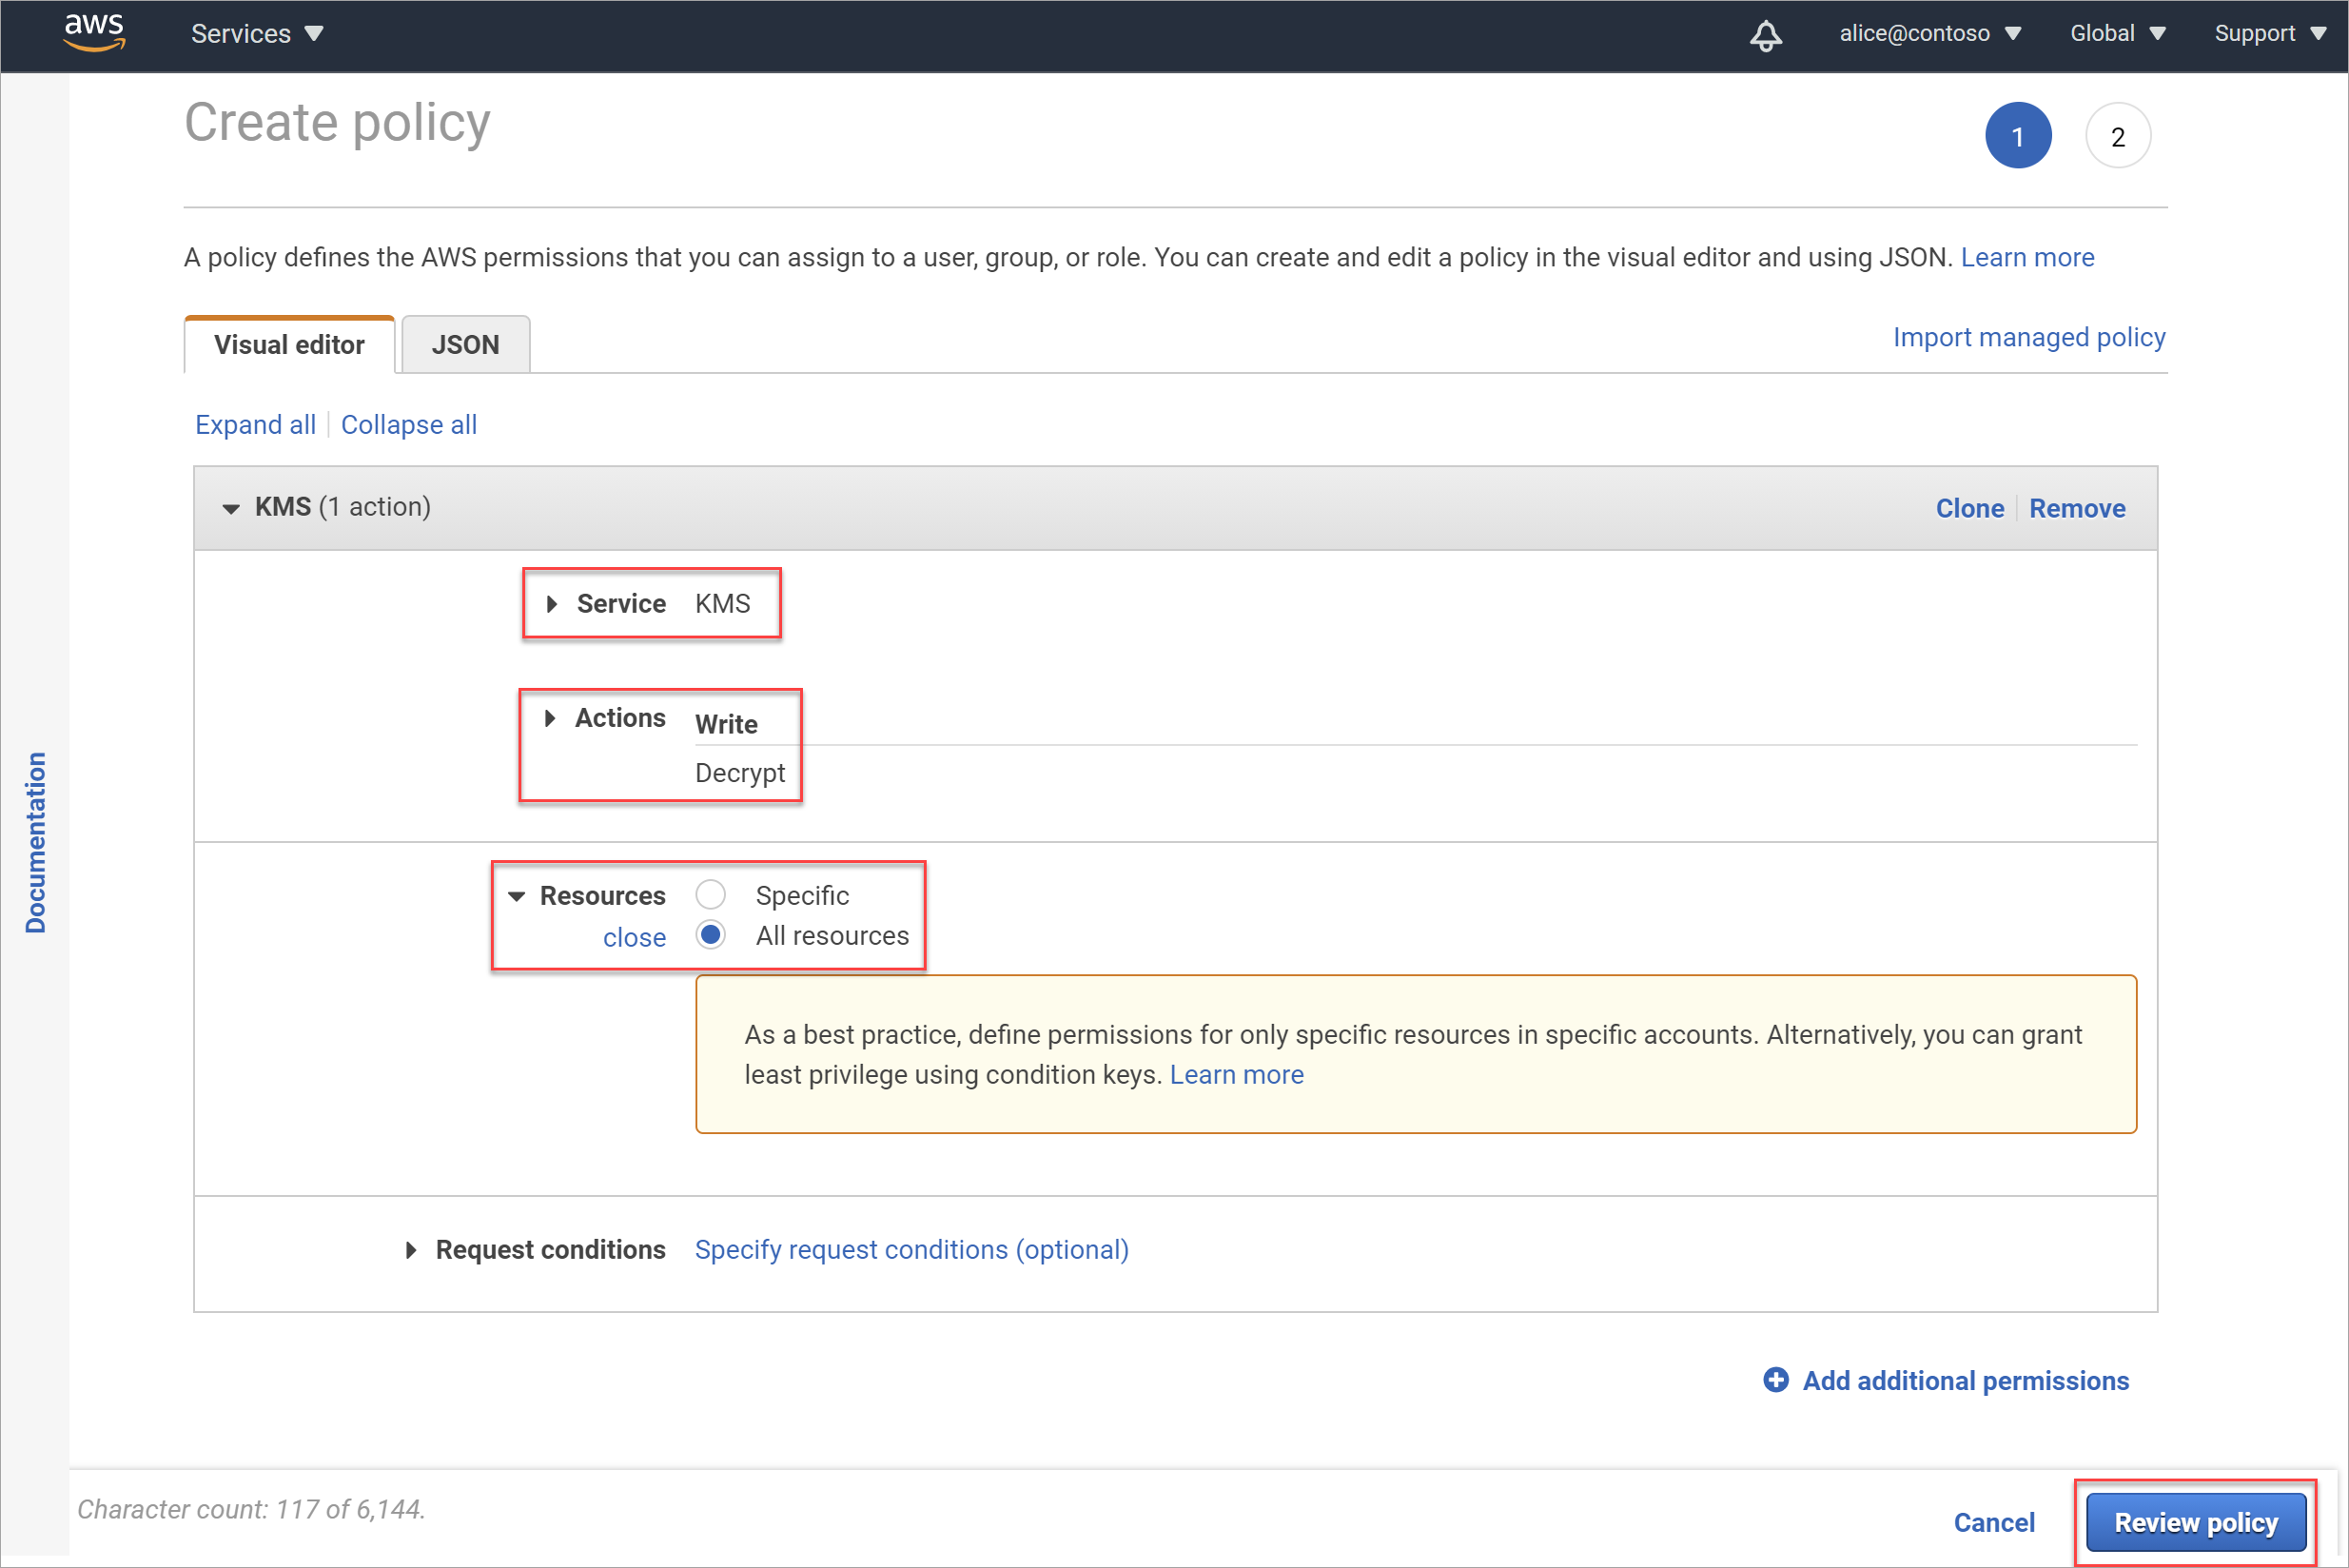 aws
Services
alice@contoso
Global
Support
Create policy
1
2
A policy defines the AWS permissions that you can assign to a user, group, or role. You can create and edit a policy in the visual editor and using JSON. Learn more
Visual editor
JSON
Import managed policy
Expand all
Collapse all
KMS (1 action)
Clone
Remove
Service KMS
Actions Write
Decrypt
Documentation
Resources Specific
close All resources
As a best practice, define permissions for only specific resources in specific accounts. Alternatively, you can grant
least privilege using condition keys. Learn more
Request conditions Specify request conditions (optional)
Add additional permissions
Character count: 117 of 6,144.
Cancel
Review policy